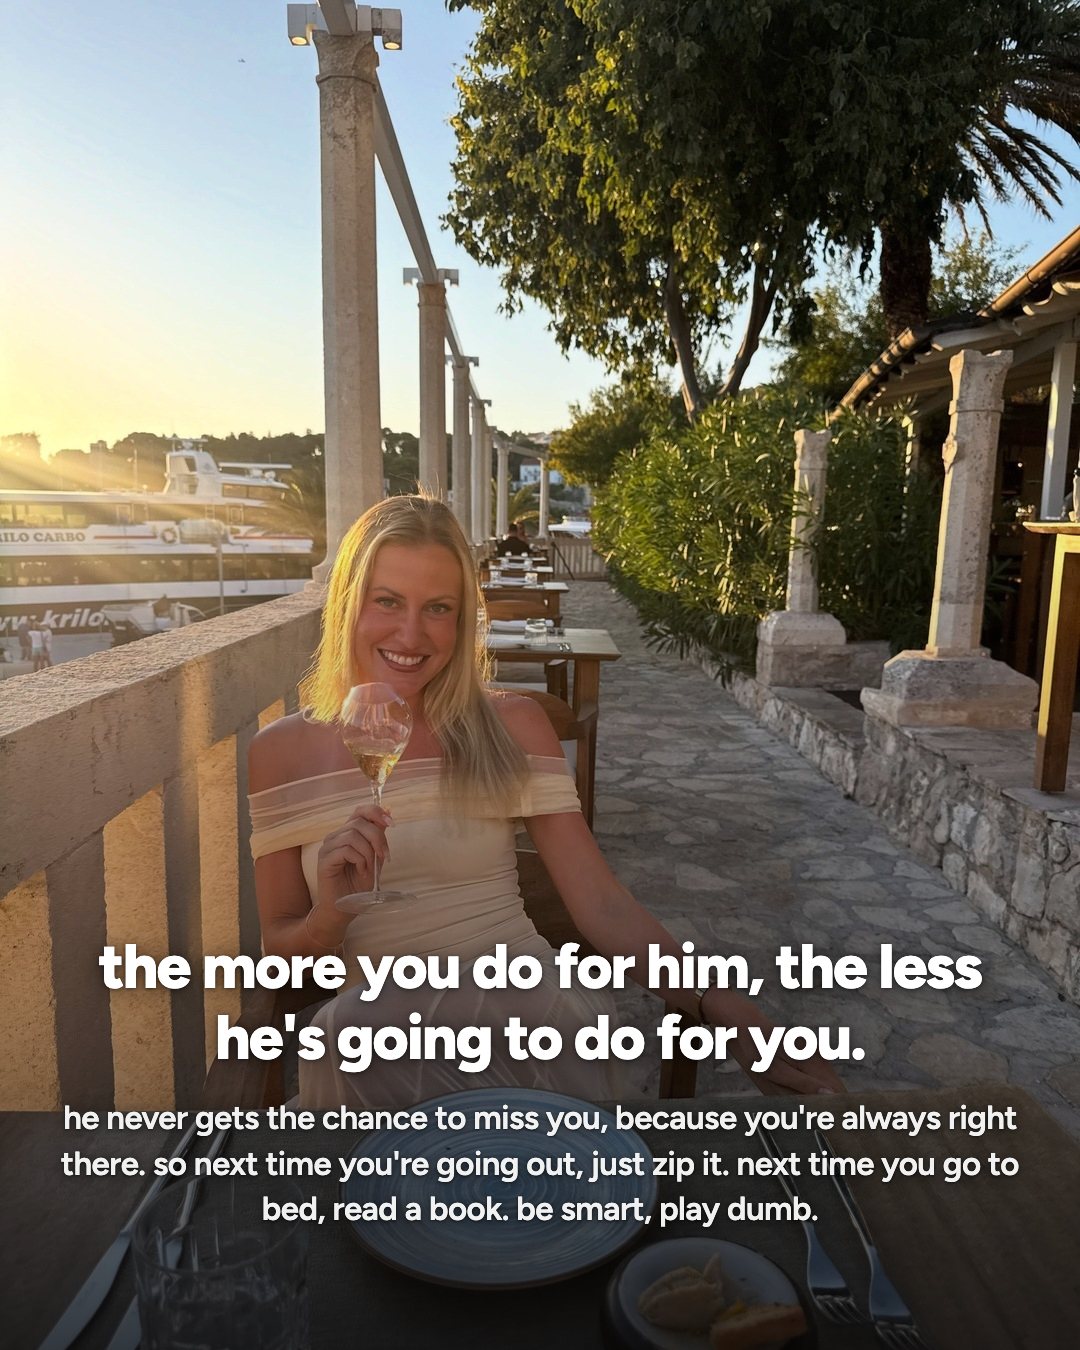 KRILO CARBO
www.krilo
the more you do for him, the less
he's going to do for you.
he never gets the chance to miss you, because you're always right
there. so next time you're going out, just zip it. next time you go to
bed, read a book. be smart, play dumb.